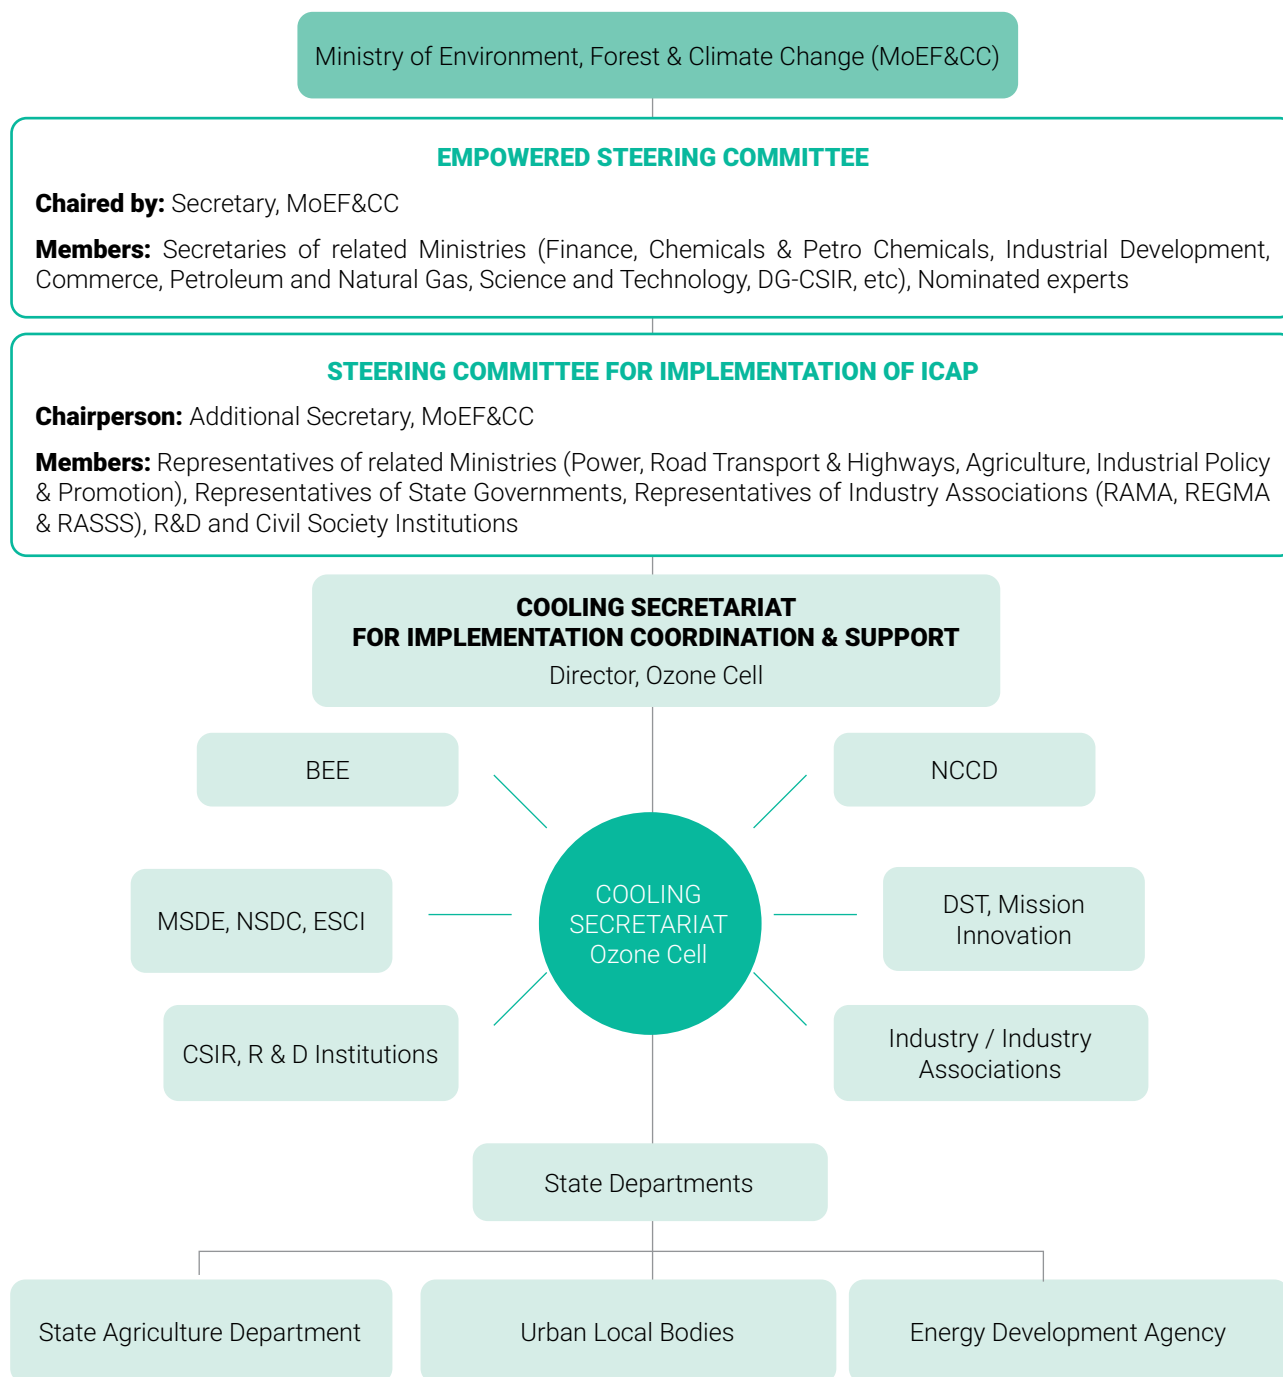 Ministry of Environment, Forest & Climate Change (MoEF&CC)
EMPOWERED STEERING COMMITTEE
Chaired by: Secretary, MoEF&CC
Members: Secretaries of related Ministries (Finance, Chemicals & Petro Chemicals, Industrial Development,
Commerce, Petroleum and Natural Gas, Science and Technology, DG-CSIR, etc), Nominated experts
STEERING COMMITTEE FOR IMPLEMENTATION OF ICAP
Chairperson: Additional Secretary, MoEF&CC
Members: Representatives of related Ministries (Power, Road Transport & Highways, Agriculture, Industrial Policy
& Promotion), Representatives of State Governments, Representatives of Industry Associations (RAMA, REGMA
& RASSS), R&D and Civil Society Institutions
COOLING SECRETARIAT
FOR IMPLEMENTATION COORDINATION & SUPPORT
Director, Ozone Cell
BEE
NCCD
MSDE, NSDC, ESCI
COOLING
SECRETARIAT
Ozone Cell
DST, Mission
Innovation
CSIR, R & D Institutions
Industry / Industry
Associations
State Departments
State Agriculture Department
Urban Local Bodies
Energy Development Agency